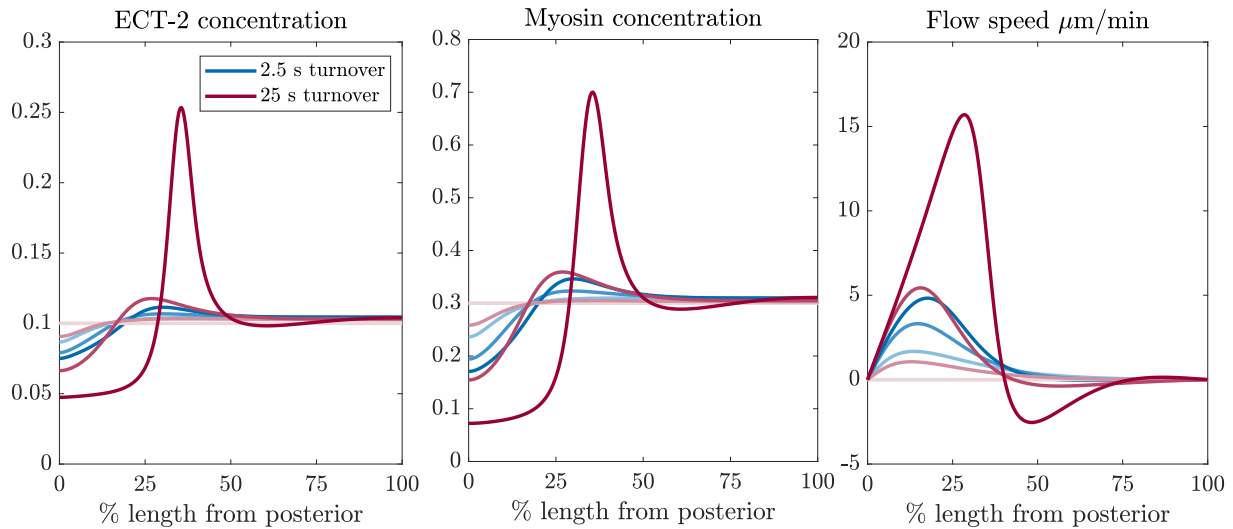 ECT-2 concentration
0.3
0.25
0.2
0.15
0.1
0.05
0
0 25 50 75 100
% length from posterior
2.5 s turnover
25 s turnover
Myosin concentration
0.8
0.7
0.6
0.5
0.4
0.3
0.2
0.1
0
0 25 50 75 100
% length from posterior
Flow speed μm/min
20
15
10
5
0
-5
0 25 50 75 100
% length from posterior